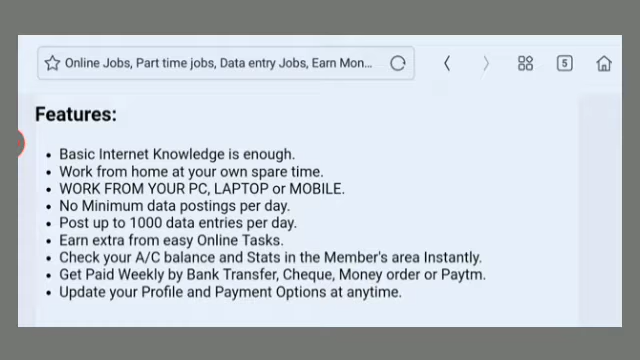 Online Jobs, Part time jobs, Data entry Jobs, Earn Mon...
5
Features:
• Basic Internet Knowledge is enough.
• Work from home at your own spare time.
• WORK FROM YOUR PC, LAPTOP or MOBILE.
• No Minimum data postings per day.
• Post up to 1000 data entries per day.
• Earn extra from easy Online Tasks.
• Check your A/C balance and Stats in the Member's area Instantly.
• Get Paid Weekly by Bank Transfer, Cheque, Money order or Paytm.
• Update your Profile and Payment Options at anytime.